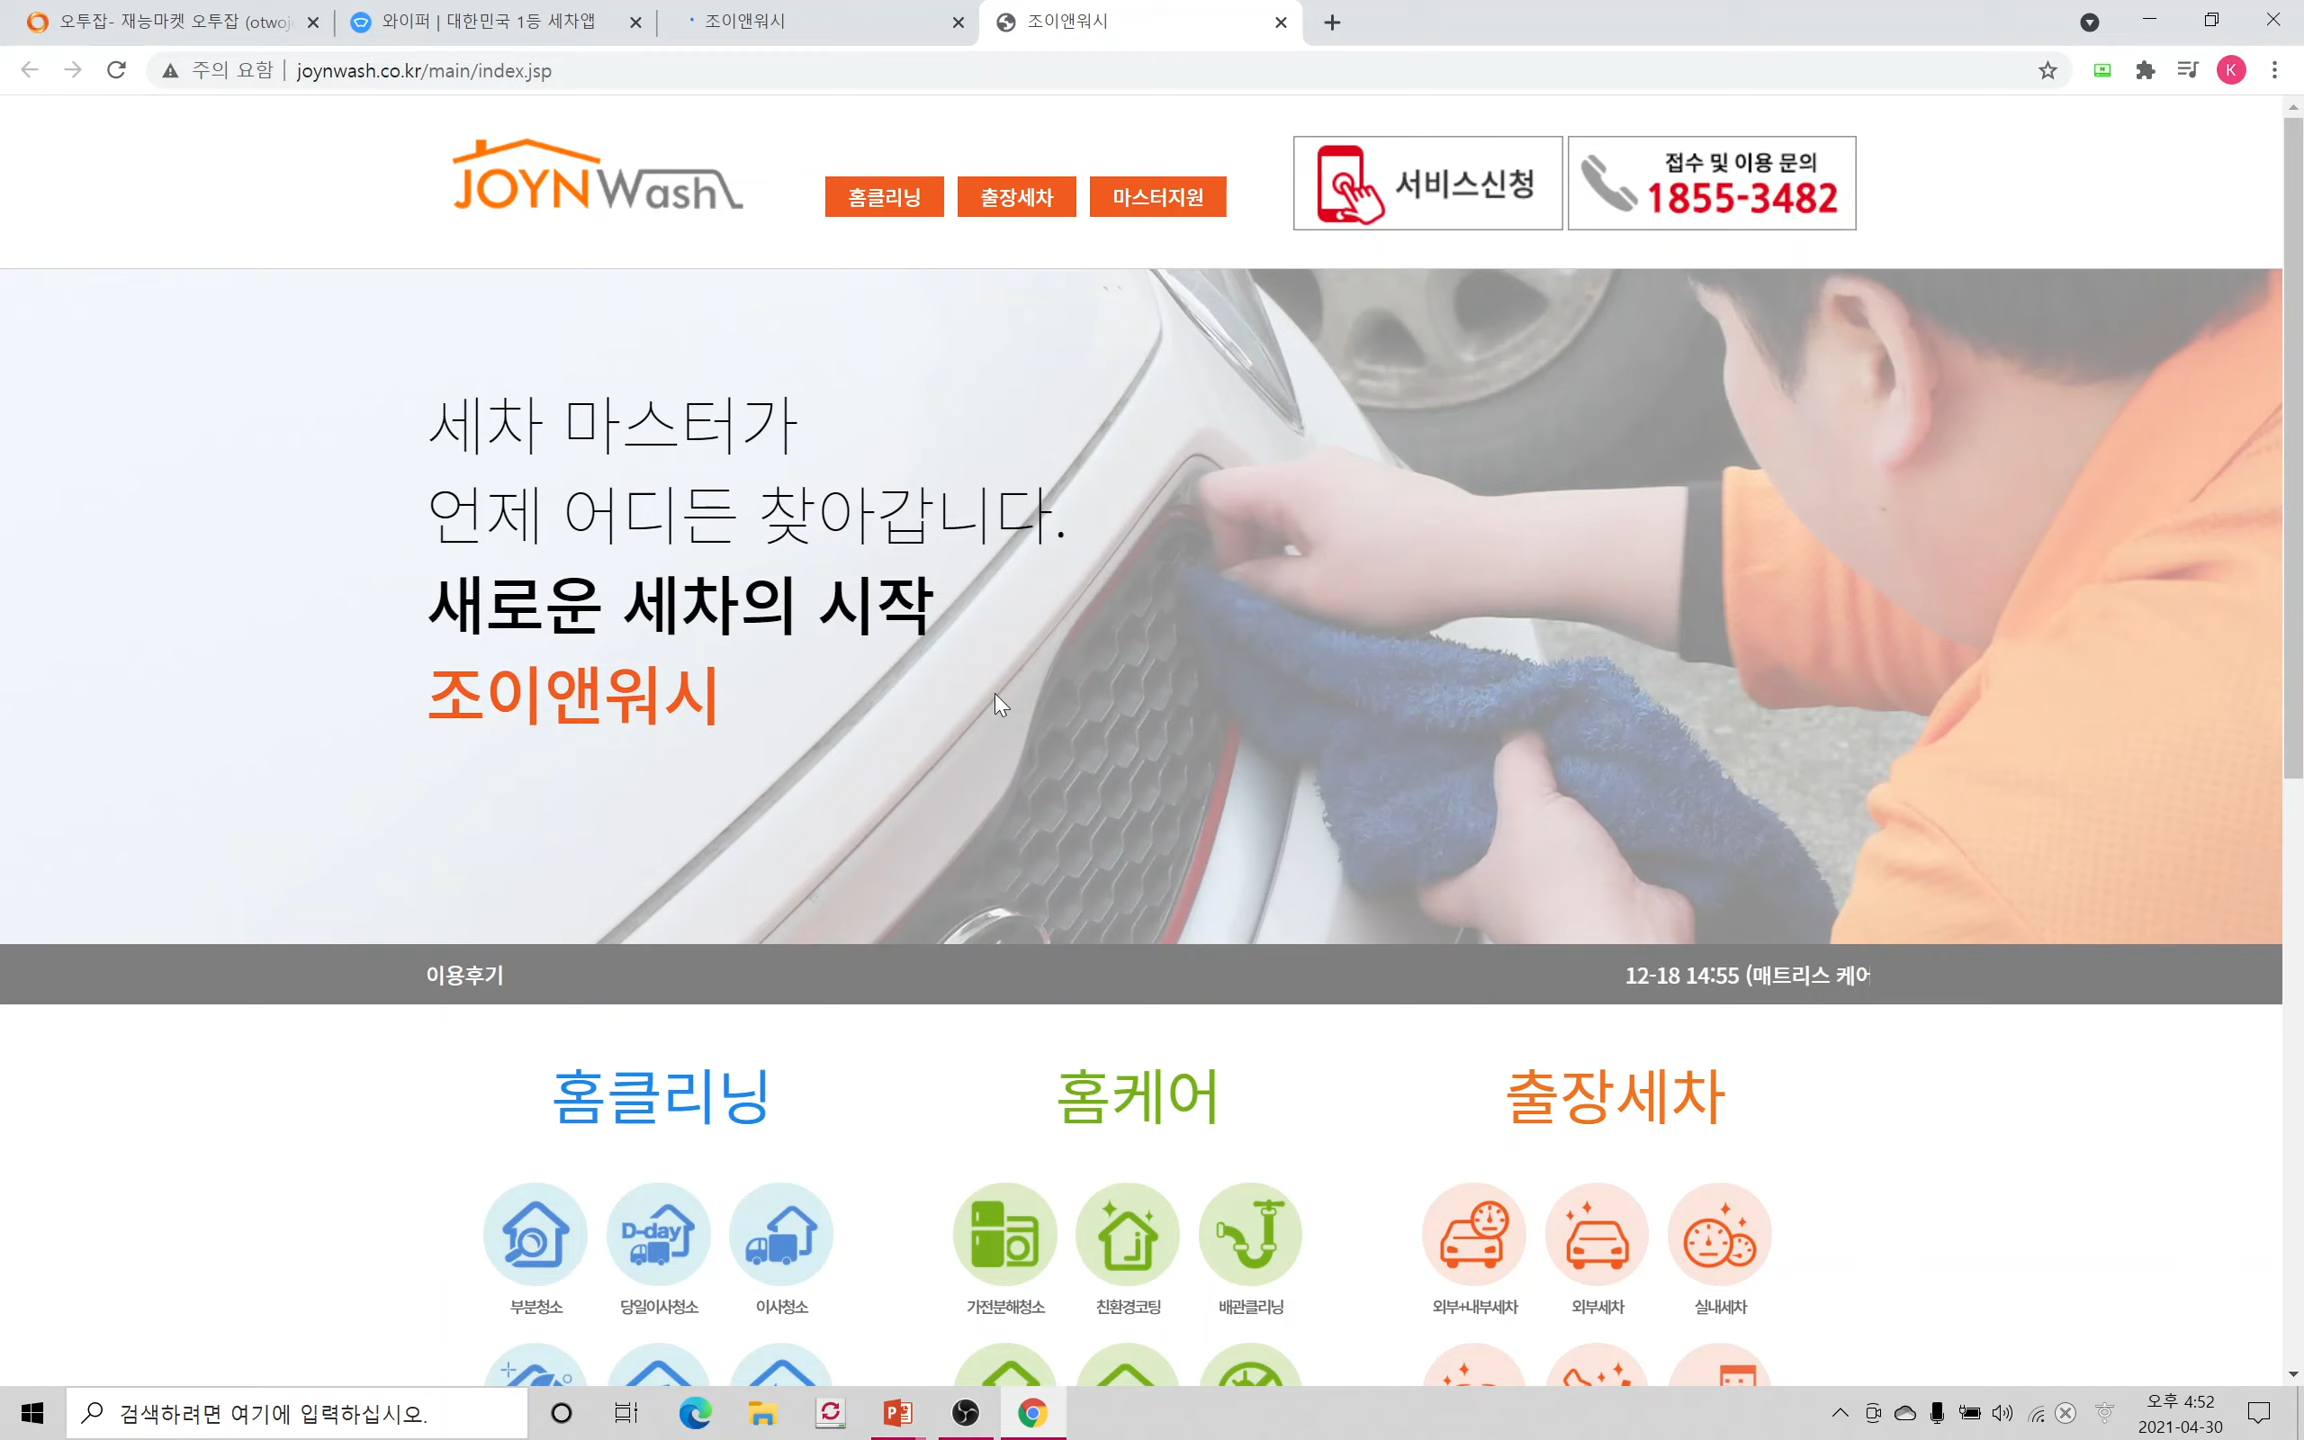 오투잡- 재능마켓 오투잡 (otwojo
와이퍼 | 대한민국 1등 세차앱
조이앤워시
조이앤워시
주의 요함
joynwash.co.kr/main/index.jsp
K
JOYNWash
홈클리닝
출장세차
마스터지원
서비스신청
접수 및 이용 문의
1855-3482
세차 마스터가
언제 어디든 찾아갑니다.
새로운 세차의 시작
조이앤워시
이용후기
12-18 14:55 (매트리스 케어
홈클리닝
홈케어
출장세차
D-day
부분청소
당일이사청소
이사청소
가전분해청소
친환경코팅
배관클리닝
외부+내부세차
외부세차
실내세차
검색하려면 여기에 입력하십시오.
오후 4:52
2021-04-30